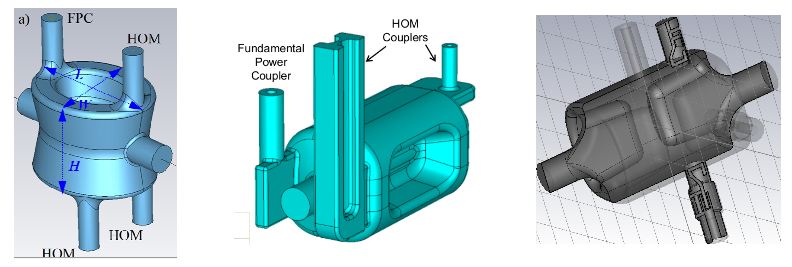 a)
FPC
HOM
L
W
H
HOM
HOM
Fundamental
Power
Coupler
HOM
Couplers